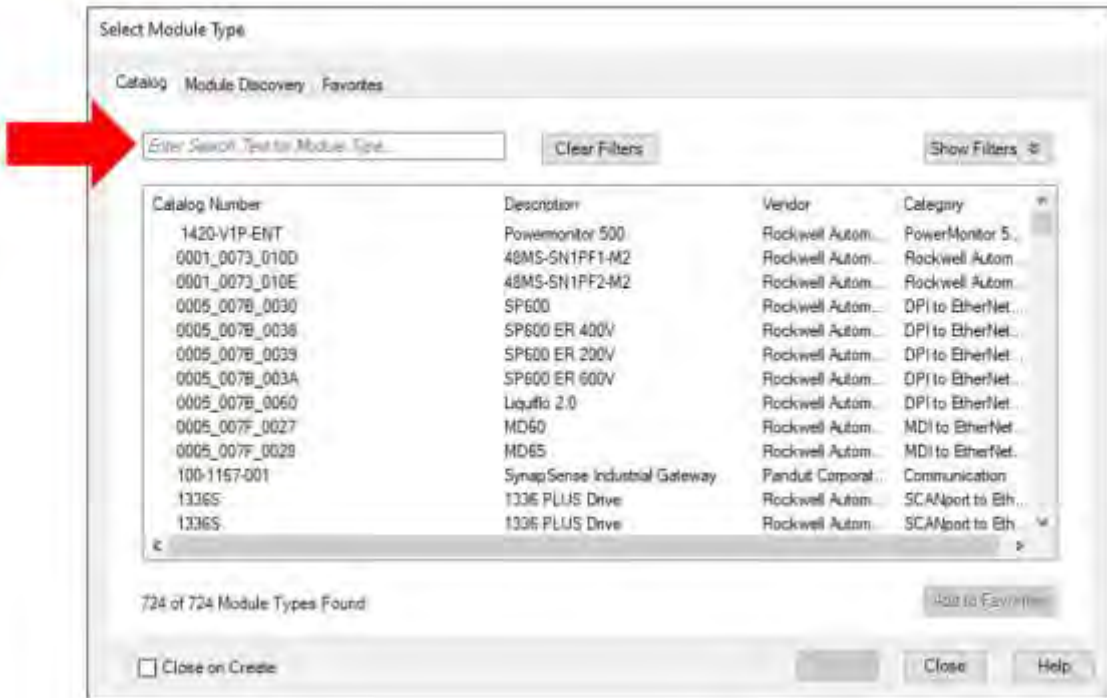 Select Module Type
Catalog Module Discovery Favorites
Enter Search Text for Module Type...
Clear Filters
Show Filters
Catalog Number Description Vendor Category
1420-V1P-ENT Powermonitor 500 Rockwell Autom... PowerMonitor 5...
0001_0073_010D 48MS-SN1PF1-M2 Rockwell Autom... Rockwell Autom...
0001_0073_010E 48MS-SN1PF2-M2 Rockwell Autom... Rockwell Autom...
0005_007B_0030 SP600 Rockwell Autom... DPI to EtherNet...
0005_007B_0038 SP600 ER 400V Rockwell Autom... DPI to EtherNet...
0005_007B_0039 SP600 ER 200V Rockwell Autom... DPI to EtherNet...
0005_007B_003A SP600 ER 600V Rockwell Autom... DPI to EtherNet...
0005_007B_0060 Liquiflo 2.0 Rockwell Autom... DPI to EtherNet...
0005_007F_0027 MD60 Rockwell Autom... MDI to EtherNet...
0005_007F_0028 MD65 Rockwell Autom... MDI to EtherNet...
100-1167-001 SynapSense Industrial Gateway Panduit Corporat... Communication
1336S 1336 PLUS Drive Rockwell Autom... SCANport to Eth...
1336S 1336 PLUS Drive Rockwell Autom... SCANport to Eth...
724 of 724 Module Types Found
Add to Favorites
Close on Create
Close
Help